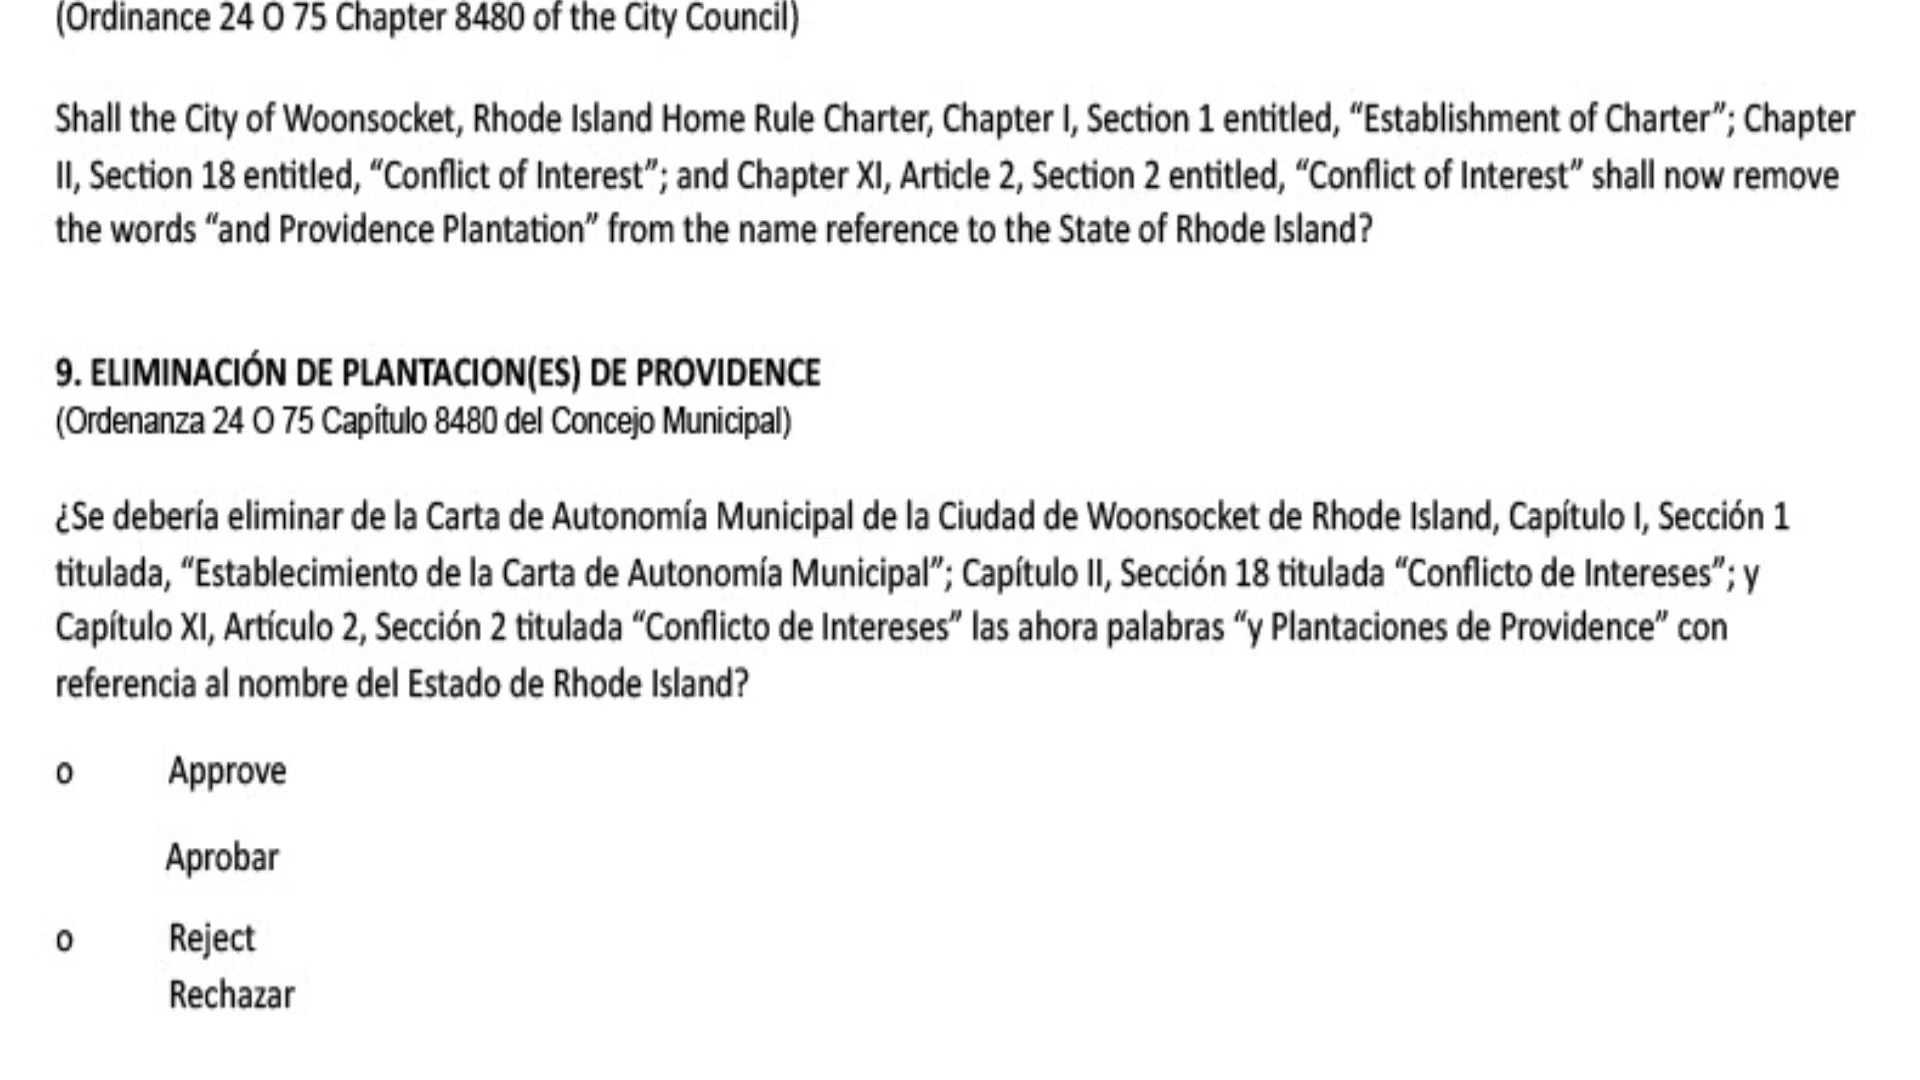 (Ordinance 24 O 75 Chapter 8480 of the City Council)
Shall the City of Woonsocket, Rhode Island Home Rule Charter, Chapter I, Section 1 entitled, “Establishment of Charter”; Chapter
II, Section 18 entitled, “Conflict of Interest”; and Chapter XI, Article 2, Section 2 entitled, “Conflict of Interest” shall now remove
the words “and Providence Plantation” from the name reference to the State of Rhode Island?
9. ELIMINACIÓN DE PLANTACION(ES) DE PROVIDENCE
(Ordenanza 24 O 75 Capítulo 8480 del Concejo Municipal)
¿Se debería eliminar de la Carta de Autonomía Municipal de la Ciudad de Woonsocket de Rhode Island, Capítulo I, Sección 1
titulada, “Establecimiento de la Carta de Autonomía Municipal”; Capítulo II, Sección 18 titulada “Conflicto de Intereses”; y
Capítulo XI, Artículo 2, Sección 2 titulada “Conflicto de Intereses” las ahora palabras “y Plantaciones de Providence” con
referencia al nombre del Estado de Rhode Island?
o Approve
Aprobar
o Reject
Rechazar